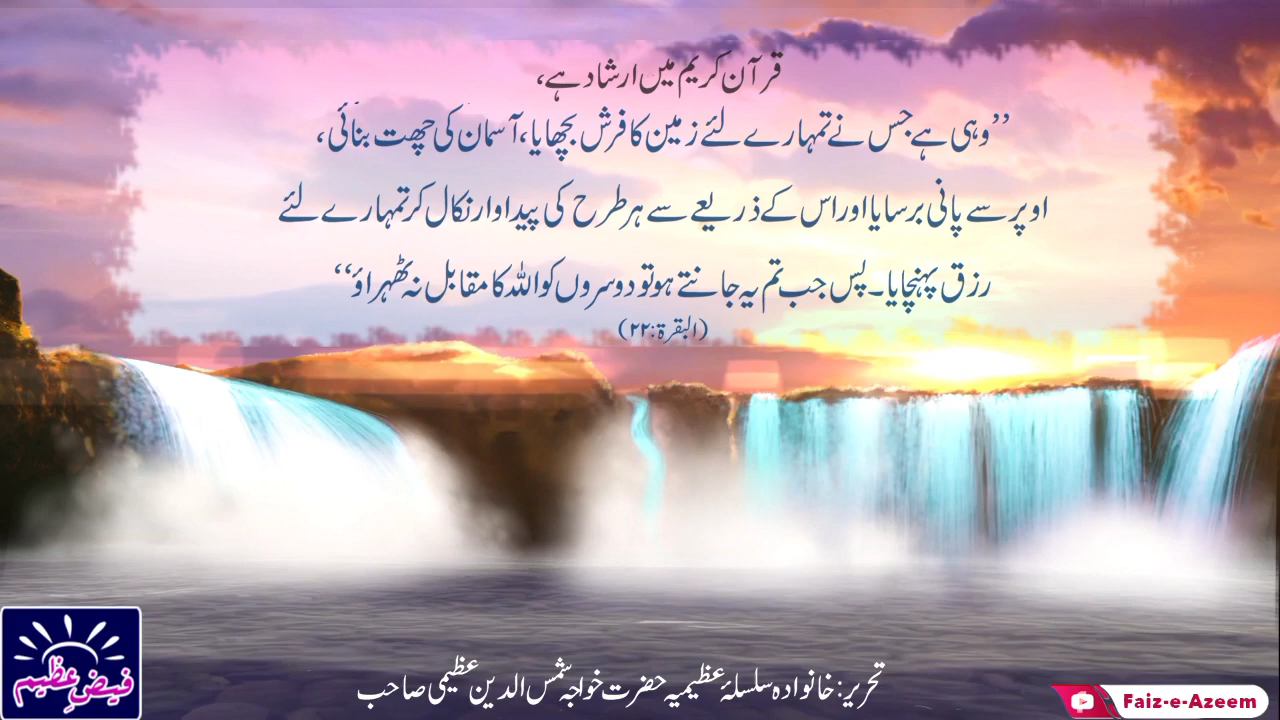 قرآن کریم میں ارشاد ہے،
’’وہی ہے جس نے تمہارے لئے زمین کا فرش بچھایا، آسمان کی چھت بنائی،
اوپر سے پانی برسایا اور اس کے ذریعے سے ہر طرح کی پیداوار نکال کر تمہارے لئے
رزق پہنچایا۔ پس جب تم یہ جانتے ہو تو دوسروں کو اللہ کا مقابل نہ ٹھہراؤ‘‘
(البقرۃ: ۲۲)
فیضِ عظیم
تحریر: خانوادہ سلسلۂ عظیمیہ حضرت خواجہ شمس الدین عظیمی صاحب
Faiz-e-Azeem